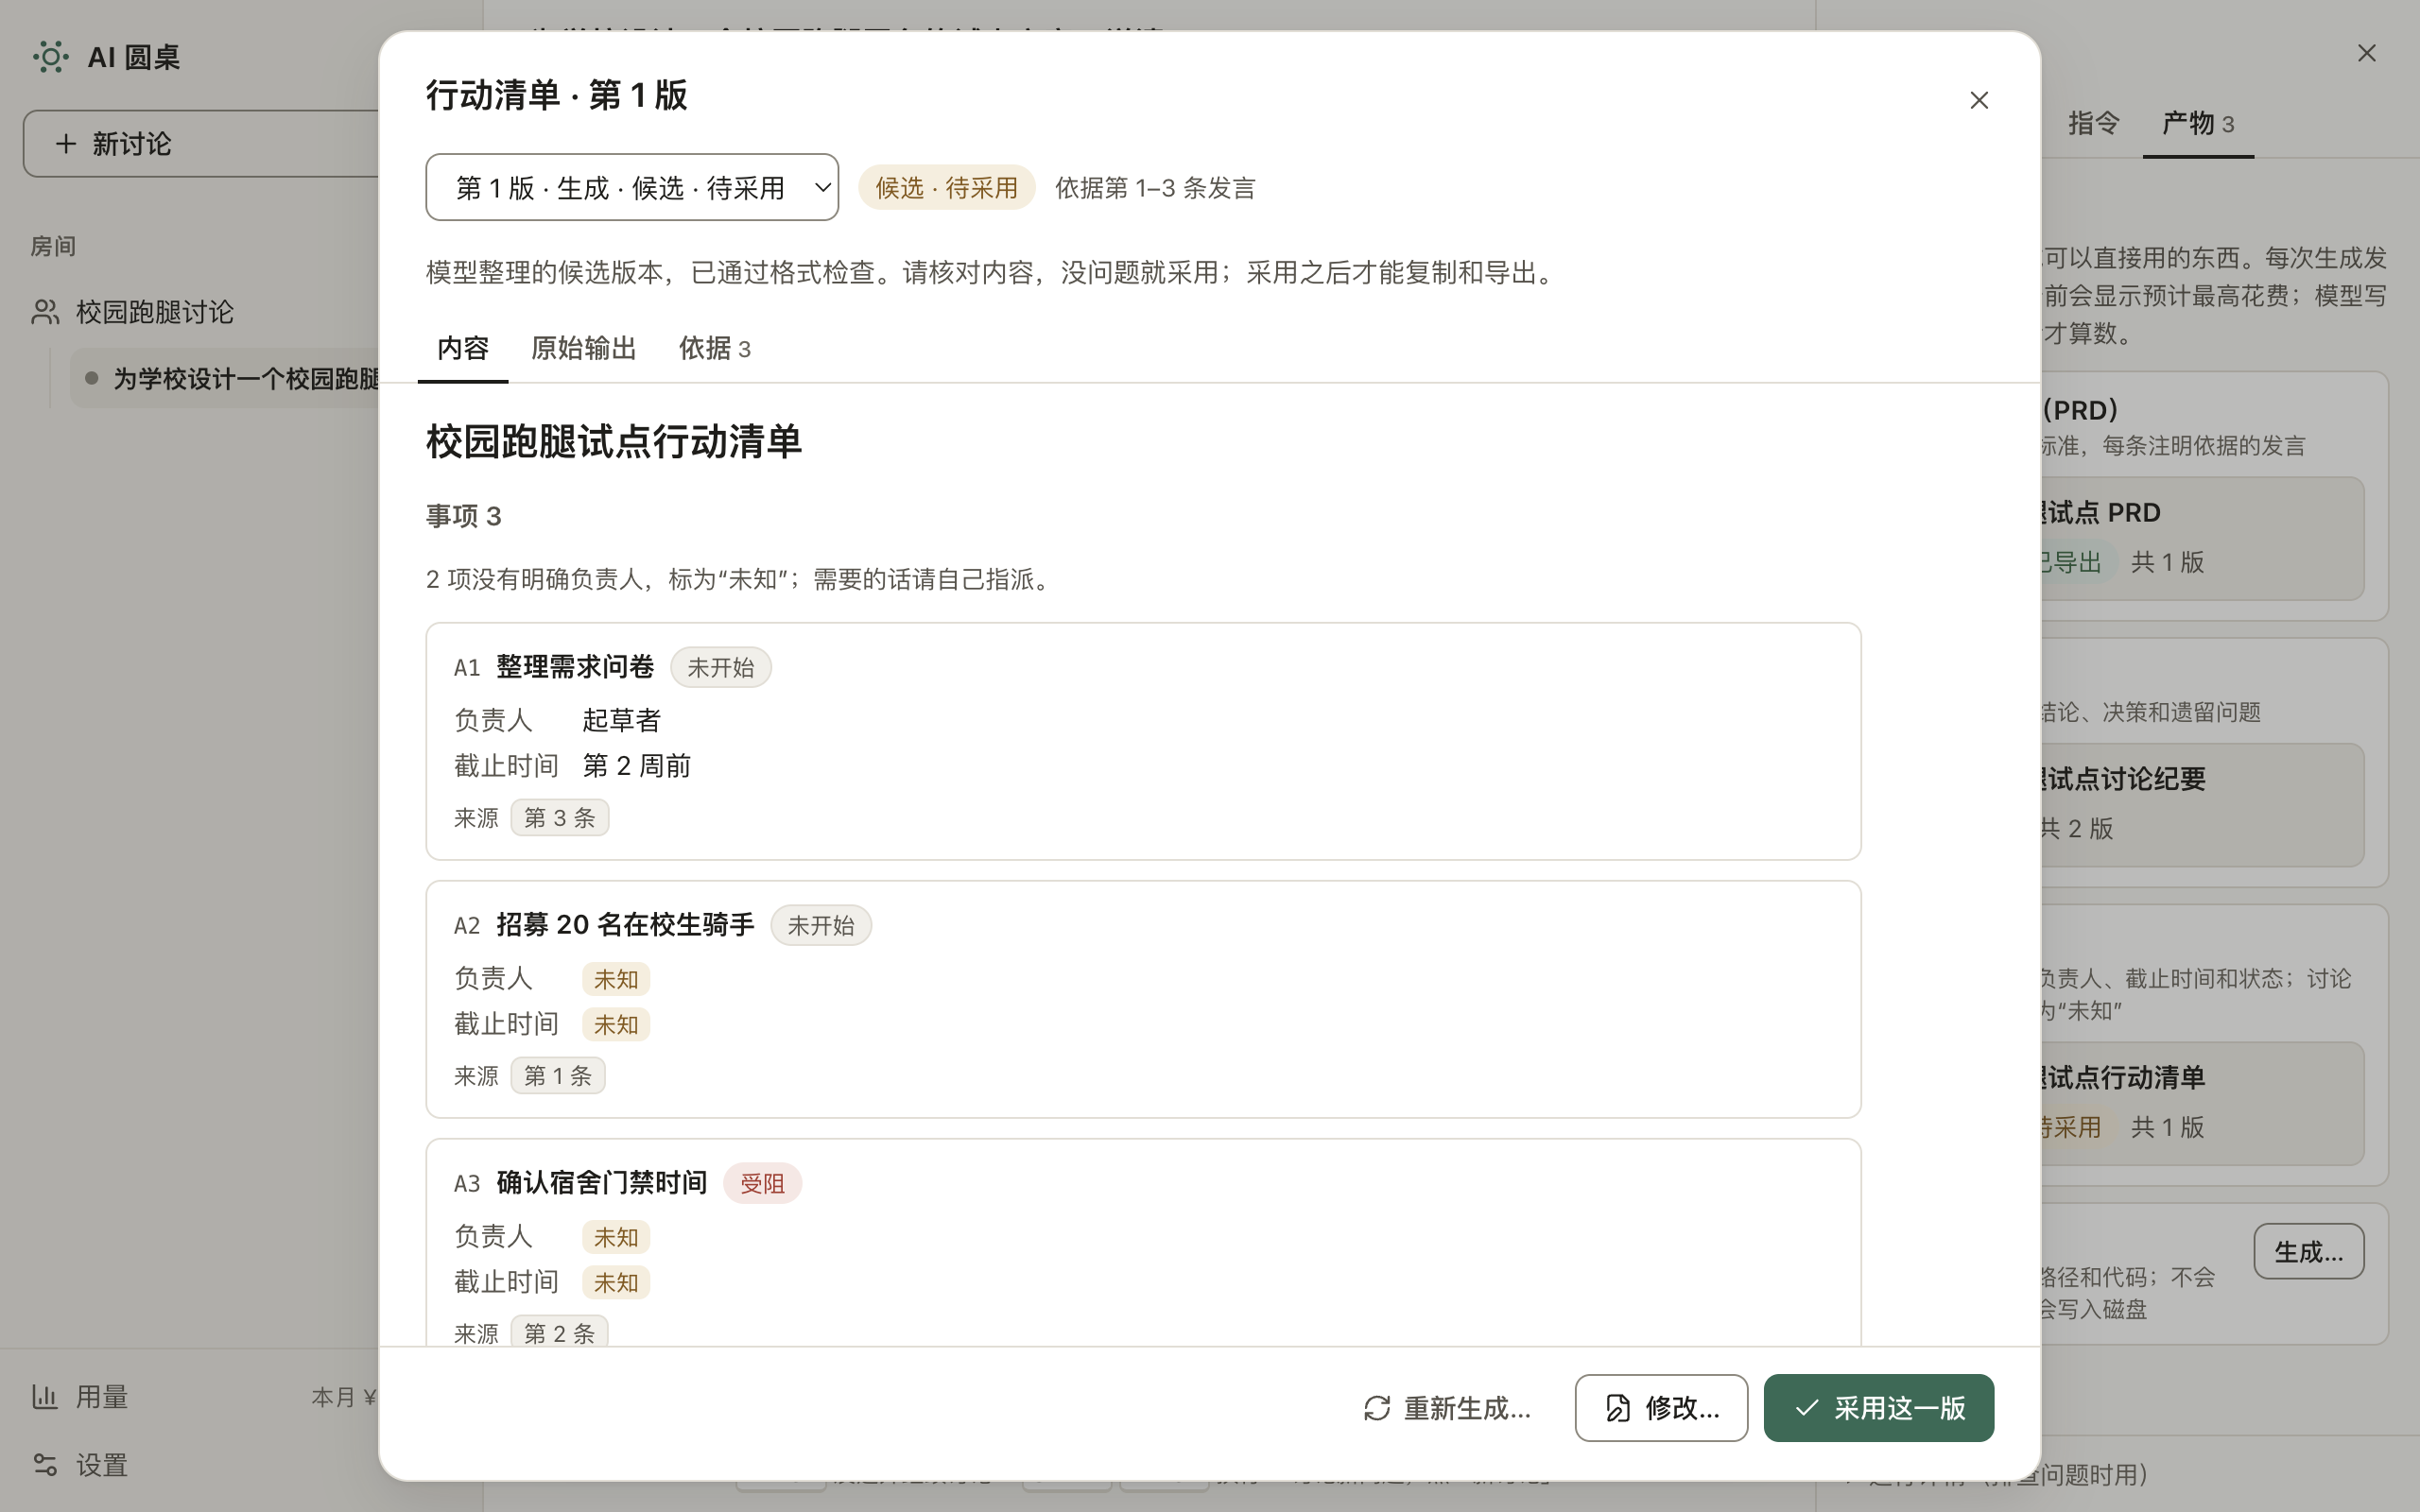 AI 圆桌
新讨论
房间
校园跑腿讨论
为学校设计一个校园跑腿
用量
本月 ¥
设置
行动清单 · 第 1 版
第 1 版 · 生成 · 候选 · 待采用
候选 · 待采用
依据第 1–3 条发言
模型整理的候选版本，已通过格式检查。请核对内容，没问题就采用；采用之后才能复制和导出。
内容
原始输出
依据 3
校园跑腿试点行动清单
事项 3
2 项没有明确负责人，标为“未知”；需要的话请自己指派。
A1 整理需求问卷 未开始
负责人 起草者
截止时间 第 2 周前
来源 第 3 条
A2 招募 20 名在校生骑手 未开始
负责人 未知
截止时间 未知
来源 第 1 条
A3 确认宿舍门禁时间 受阻
负责人 未知
截止时间 未知
来源 第 2 条
重新生成...
修改...
采用这一版
指令
产物 3
可以直接用的东西。每次生成发
前会显示预计最高花费；模型写
才算数。
（PRD）
标准，每条注明依据的发言
试点 PRD
已导出 共 1 版
结论、决策和遗留问题
试点讨论纪要
共 2 版
负责人、截止时间和状态；讨论
为“未知”
试点行动清单
待采用 共 1 版
生成...
路径和代码；不会
会写入磁盘
问题时用）